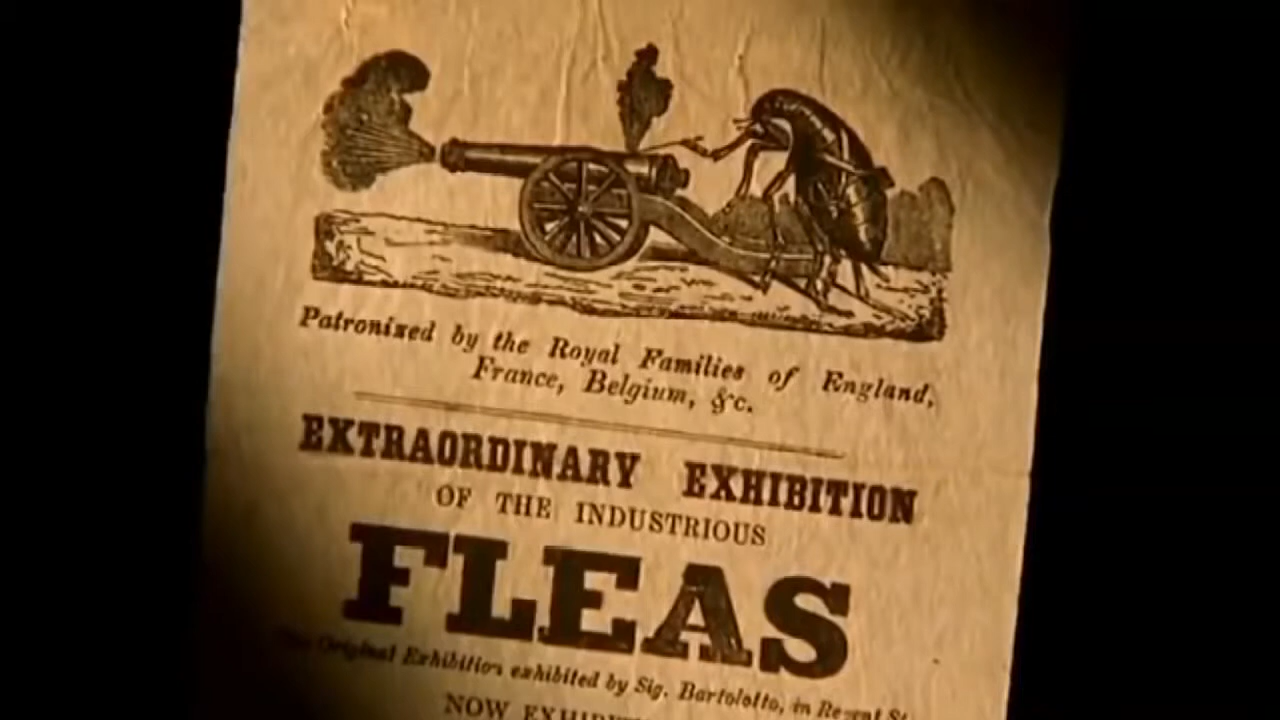 Patronized by the Royal Families of England,
France, Belgium, &c.
EXTRAORDINARY EXHIBITION
OF THE INDUSTRIOUS
FLEAS
Original Exhibition exhibited by Sig. Bartolotto, in Regent St.
NOW